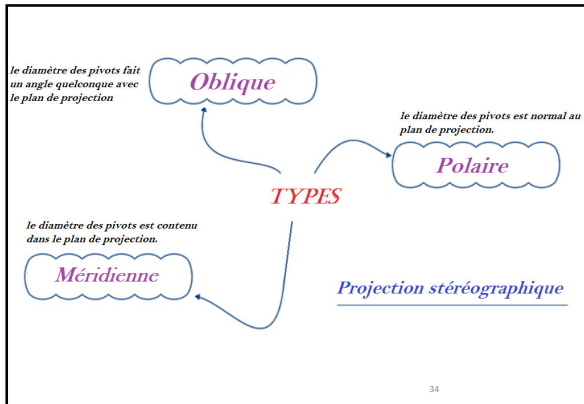 le diamètre des pivots fait
un angle quelconque avec
le plan de projection
Oblique
le diamètre des pivots est normal au
plan de projection.
Polaire
TYPES
le diamètre des pivots est contenu
dans le plan de projection.
Méridienne
Projection stéréographique
34